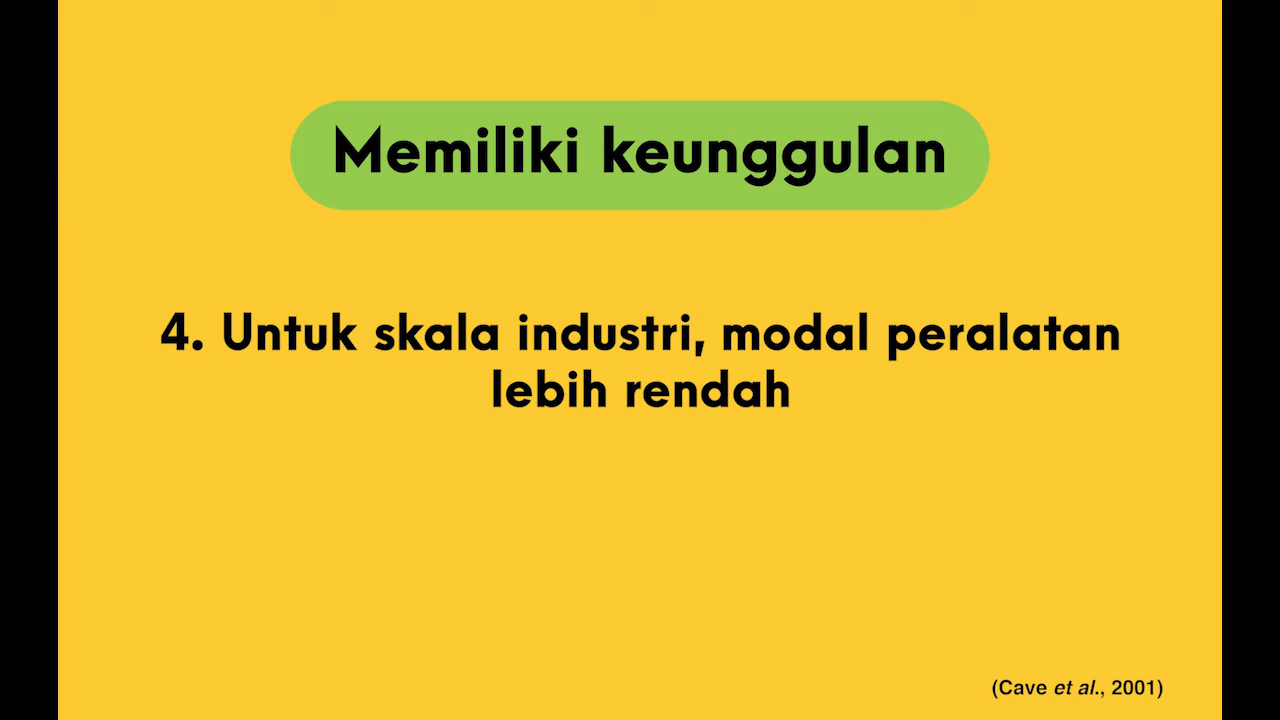 Memiliki keunggulan
4. Untuk skala industri, modal peralatan
lebih rendah
(Cave et al., 2001)